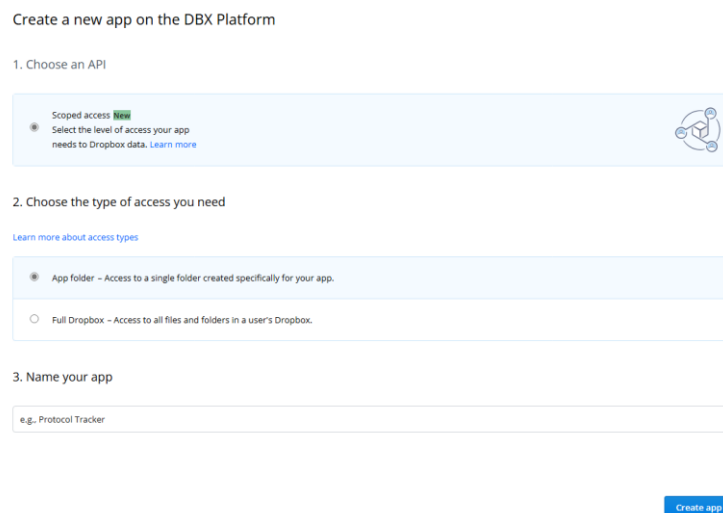 Create a new app on the DBX Platform
1. Choose an API
Scoped access New
Select the level of access your app
needs to Dropbox data. Learn more
2. Choose the type of access you need
Learn more about access types
App folder – Access to a single folder created specifically for your app.
Full Dropbox – Access to all files and folders in a user's Dropbox.
3. Name your app
e.g., Protocol Tracker
Create app